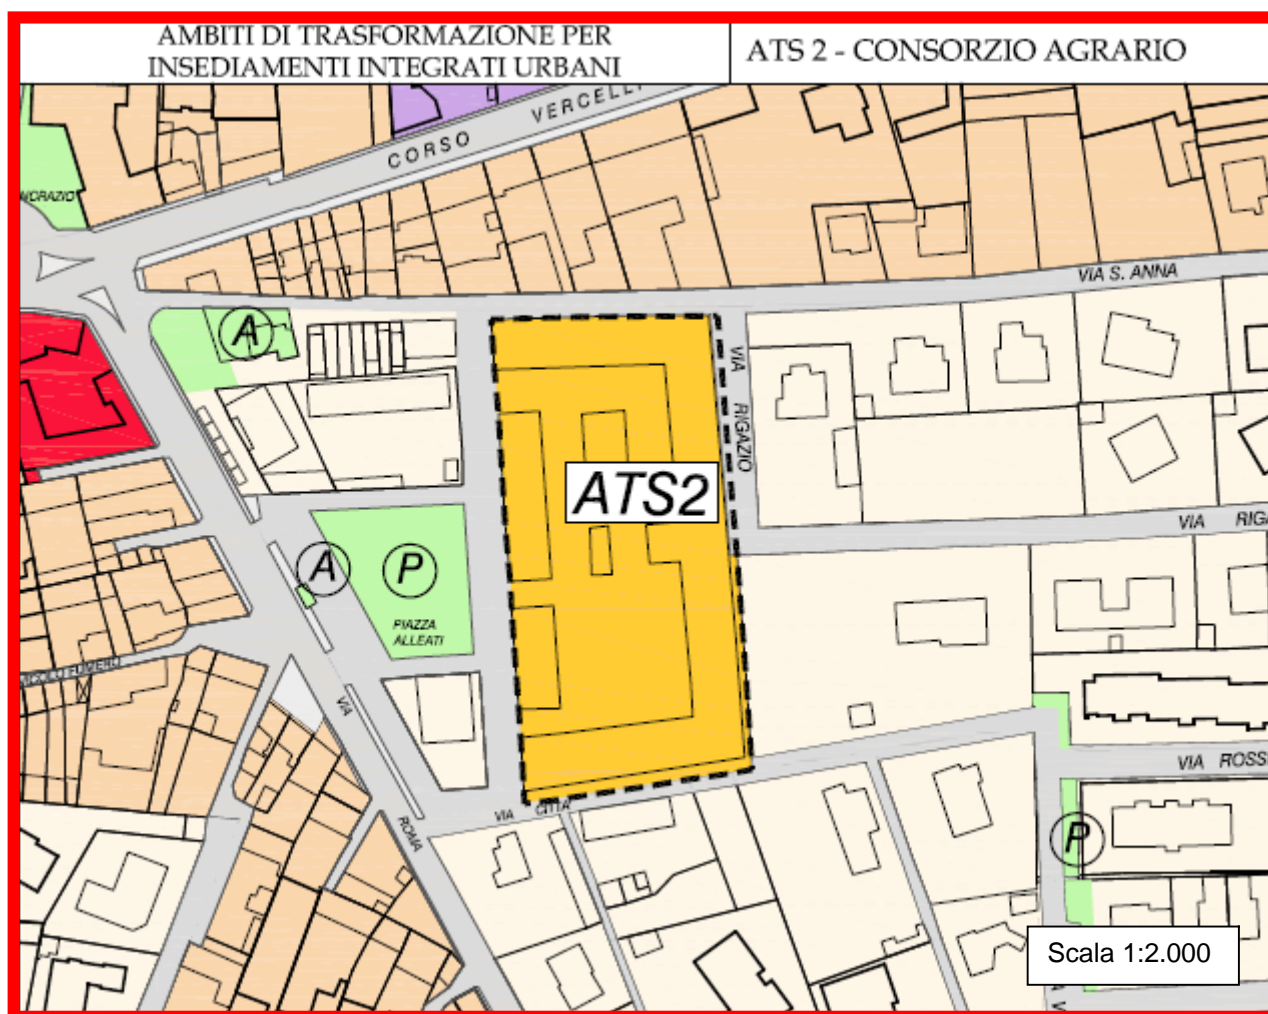 AMBITI DI TRASFORMAZIONE PER
INSEDIAMENTI INTEGRATI URBANI
ATS 2 - CONSORZIO AGRARIO
CORSO VERCELLI
VIA S. ANNA
A
VIA RIGAZIO
ATS2
VIA RIGA
A
P
PIAZZA
ALLEATI
VIA
VIA ROSS
VIA CITTA
ROMA
P
Scala 1:2.000